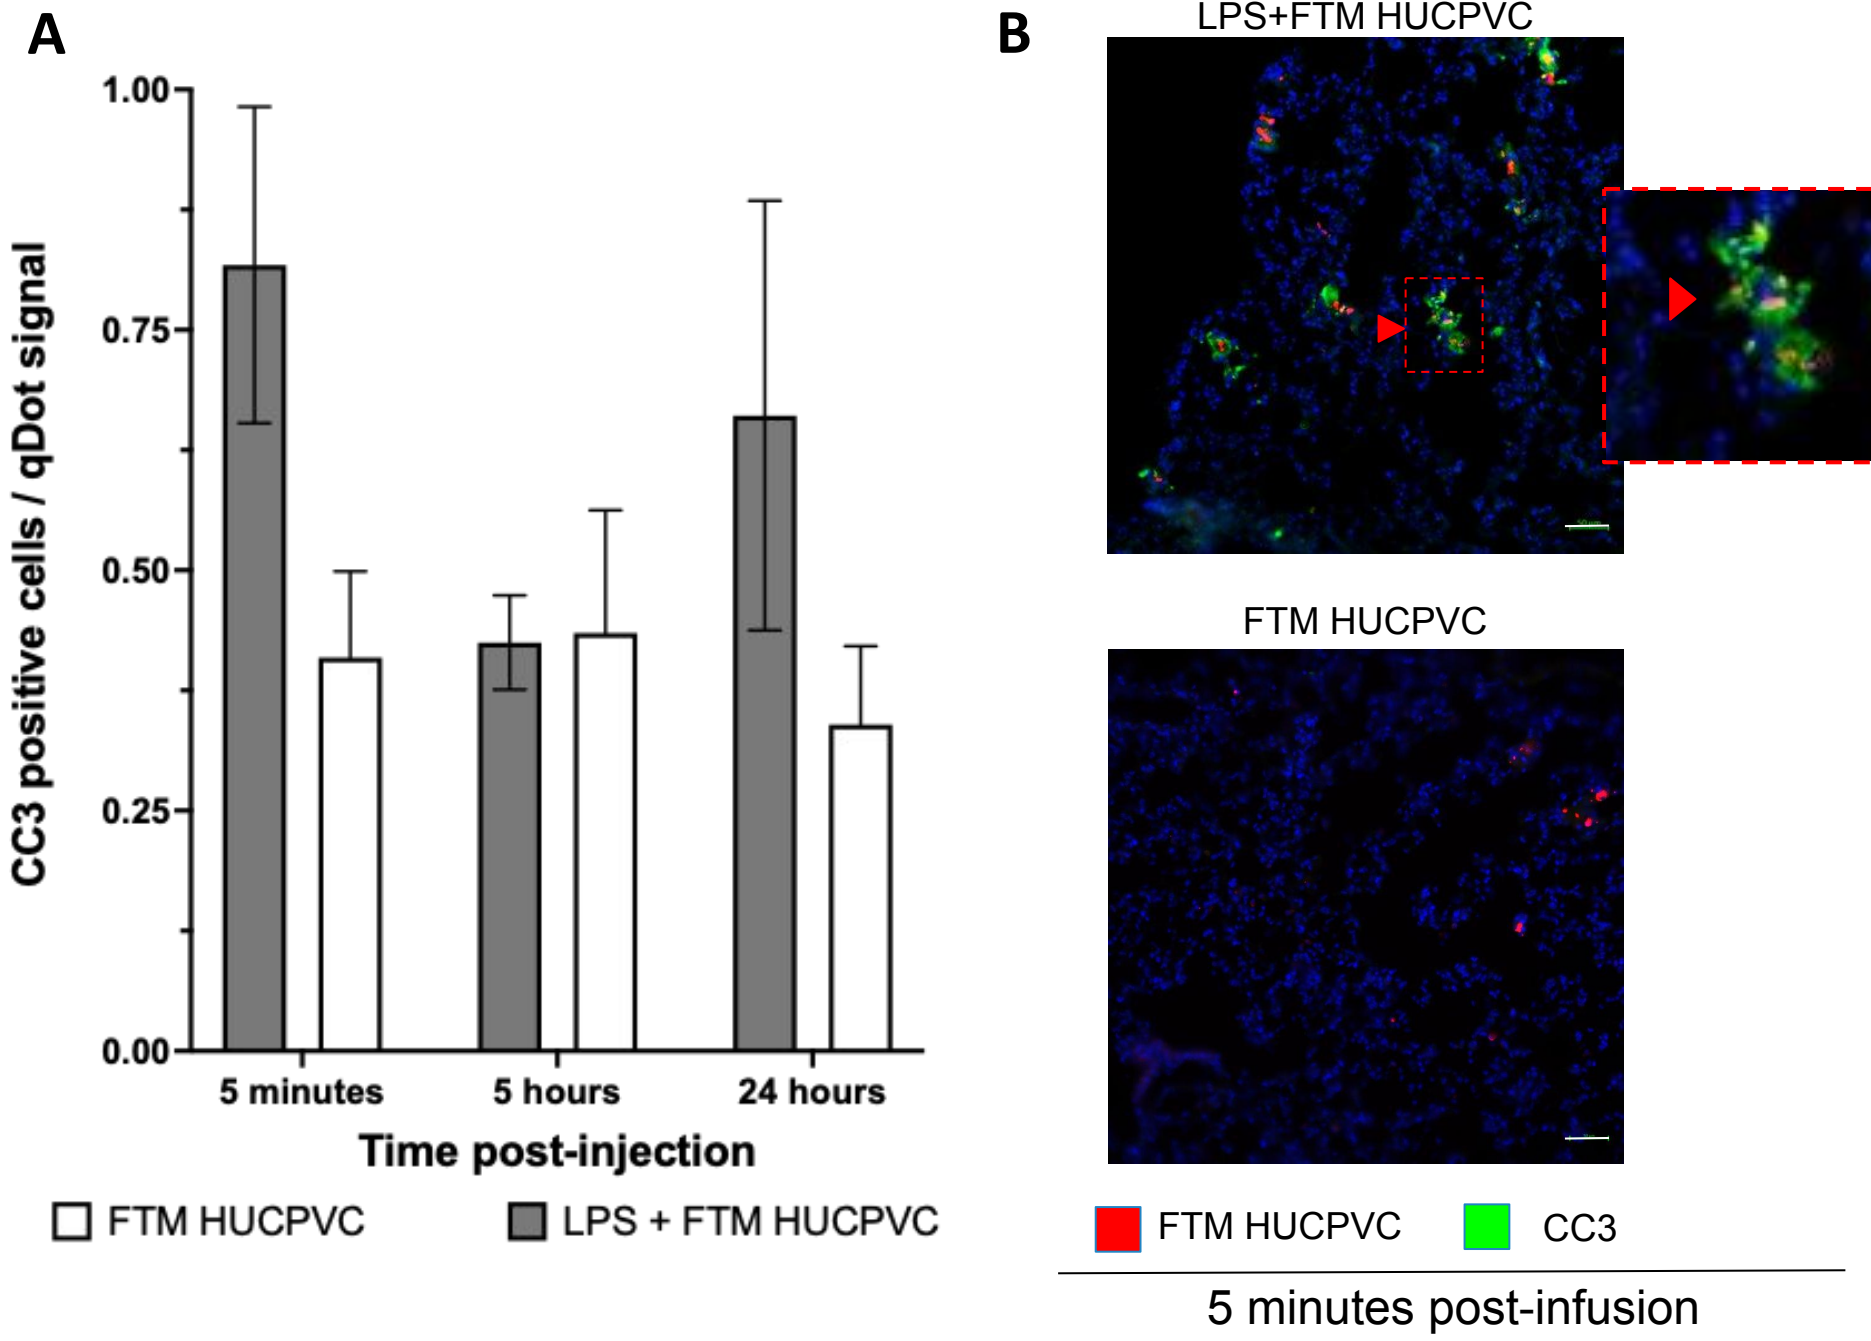 A
CC3 positive cells / qDot signal
1.00
0.75
0.50
0.25
0.00
5 minutes 5 hours 24 hours
Time post-injection
FTM HUCPVC LPS + FTM HUCPVC
B
LPS+FTM HUCPVC
FTM HUCPVC
FTM HUCPVC CC3
5 minutes post-infusion